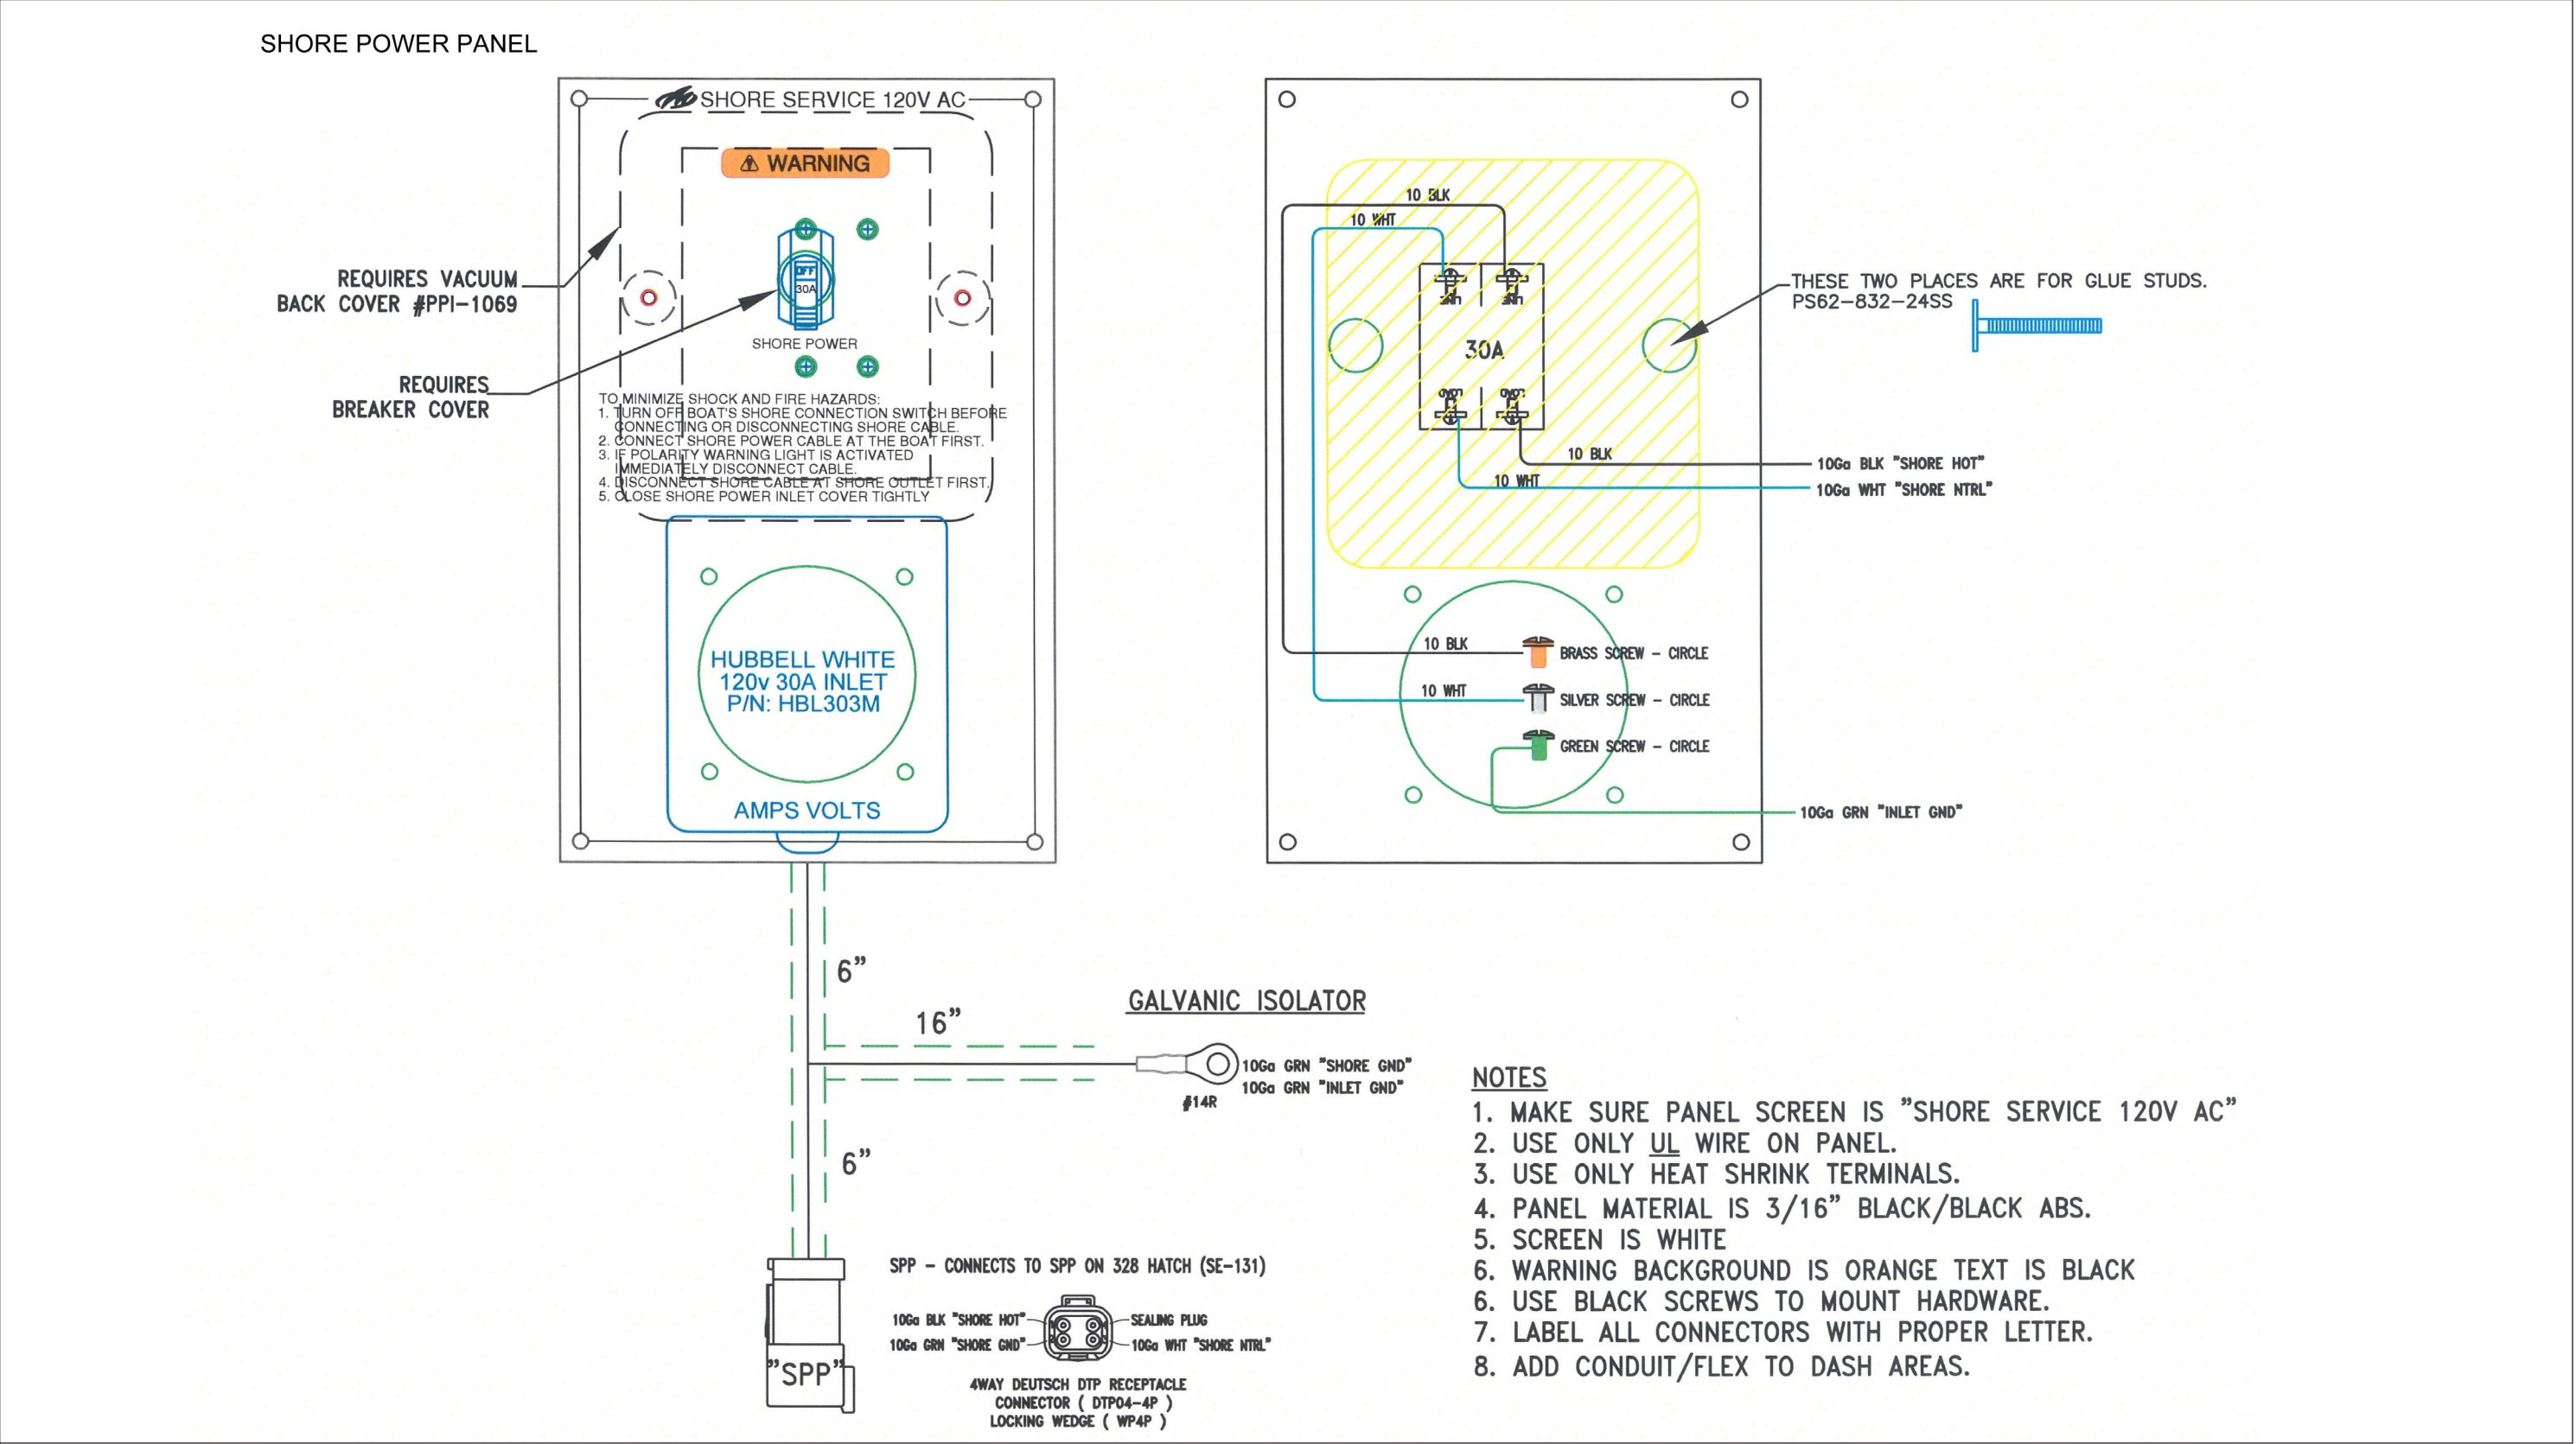 SHORE POWER PANEL
SHORE SERVICE 120V AC
WARNING
OFF
30A
SHORE POWER
REQUIRES VACUUM
BACK COVER #PPI-1069
REQUIRES
BREAKER COVER
TO MINIMIZE SHOCK AND FIRE HAZARDS:
1. TURN OFF BOAT'S SHORE CONNECTION SWITCH BEFORE
CONNECTING OR DISCONNECTING SHORE CABLE.
2. CONNECT SHORE POWER CABLE AT THE BOAT FIRST.
3. IF POLARITY WARNING LIGHT IS ACTIVATED
IMMEDIATELY DISCONNECT CABLE.
4. DISCONNECT SHORE CABLE AT SHORE OUTLET FIRST.
5. CLOSE SHORE POWER INLET COVER TIGHTLY
HUBBELL WHITE
120v 30A INLET
P/N: HBL303M
AMPS VOLTS
10 BLK
10 WHT
LINE
LINE
30A
10 BLK
10 WHT
THESE TWO PLACES ARE FOR GLUE STUDS.
PS62-832-24SS
10Ga BLK "SHORE HOT"
10Ga WHT "SHORE NTRL"
10 BLK
BRASS SCREW - CIRCLE
10 WHT
SILVER SCREW - CIRCLE
GREEN SCREW - CIRCLE
10Ga GRN "INLET GND"
6"
16"
GALVANIC ISOLATOR
10Ga GRN "SHORE GND"
10Ga GRN "INLET GND"
#14R
6"
"SPP"
SPP - CONNECTS TO SPP ON 328 HATCH (SE-131)
10Ga BLK "SHORE HOT"
SEALING PLUG
10Ga GRN "SHORE GND"
10Ga WHT "SHORE NTRL"
4WAY DEUTSCH DTP RECEPTACLE
CONNECTOR ( DTP04-4P )
LOCKING WEDGE ( WP4P )
NOTES
1. MAKE SURE PANEL SCREEN IS "SHORE SERVICE 120V AC"
2. USE ONLY UL WIRE ON PANEL.
3. USE ONLY HEAT SHRINK TERMINALS.
4. PANEL MATERIAL IS 3/16" BLACK/BLACK ABS.
5. SCREEN IS WHITE
6. WARNING BACKGROUND IS ORANGE TEXT IS BLACK
6. USE BLACK SCREWS TO MOUNT HARDWARE.
7. LABEL ALL CONNECTORS WITH PROPER LETTER.
8. ADD CONDUIT/FLEX TO DASH AREAS.